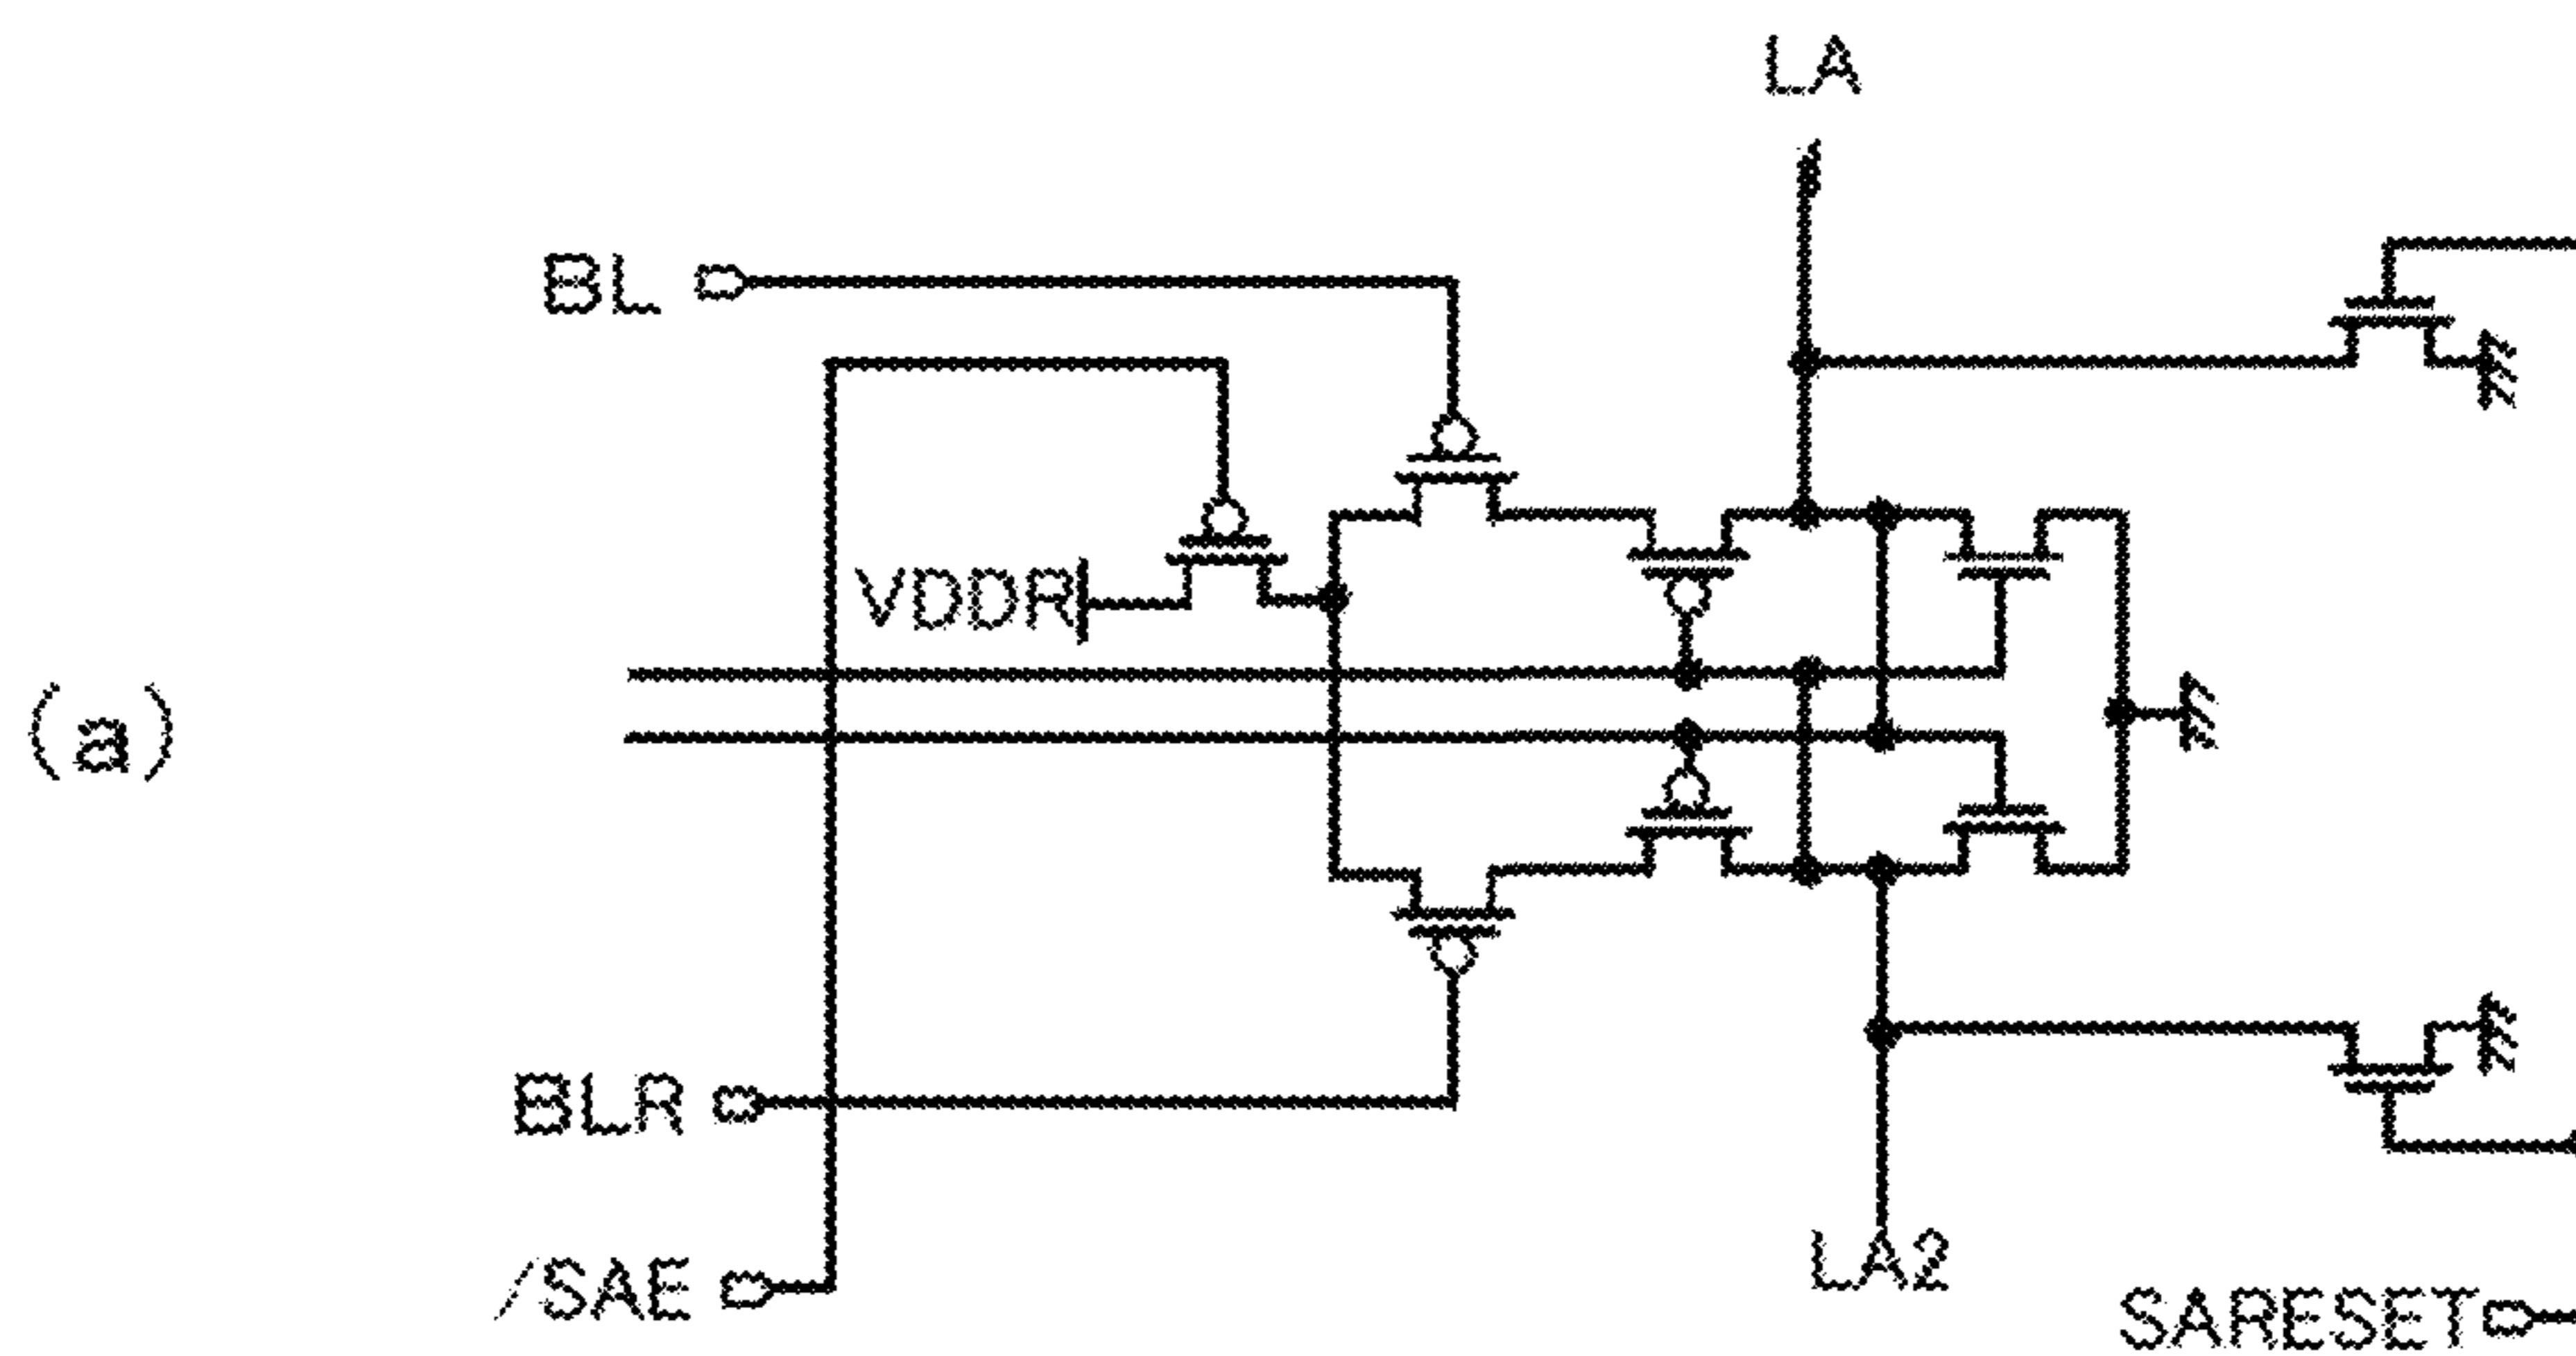 LA
BL
VDDR
(a)
BLR
/SAE
LA2
SARESET